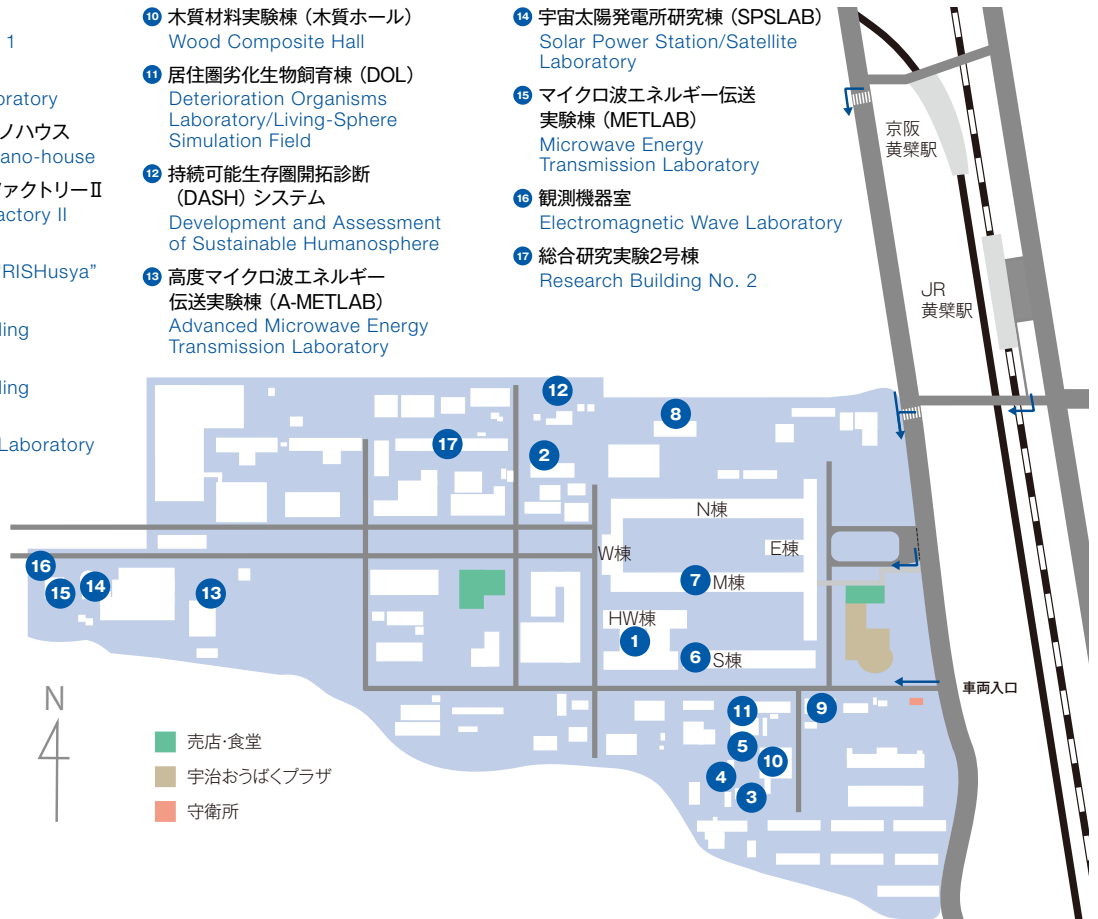 1
oratory
ノハウス
ano-house
ァクトリーⅡ
actory II
“RISHusya”
ding
ding
Laboratory
10 木質材料実験棟（木質ホール）
Wood Composite Hall
11 居住圏劣化生物飼育棟（DOL）
Deterioration Organisms
Laboratory/Living-Sphere
Simulation Field
12 持続可能生存圏開拓診断
（DASH）システム
Development and Assessment
of Sustainable Humanosphere
13 高度マイクロ波エネルギー
伝送実験棟（A-METLAB）
Advanced Microwave Energy
Transmission Laboratory
14 宇宙太陽発電所研究棟（SPSLAB）
Solar Power Station/Satellite
Laboratory
15 マイクロ波エネルギー伝送
実験棟（METLAB）
Microwave Energy
Transmission Laboratory
16 観測機器室
Electromagnetic Wave Laboratory
17 総合研究実験2号棟
Research Building No. 2
京阪
黄檗駅
JR
黄檗駅
12
8
17
2
N棟
W棟
E棟
16
15
14
13
7 M棟
HW棟
1
6 S棟
車両入口
11
9
5
10
4
3
N
売店・食堂
宇治おうばくプラザ
守衛所